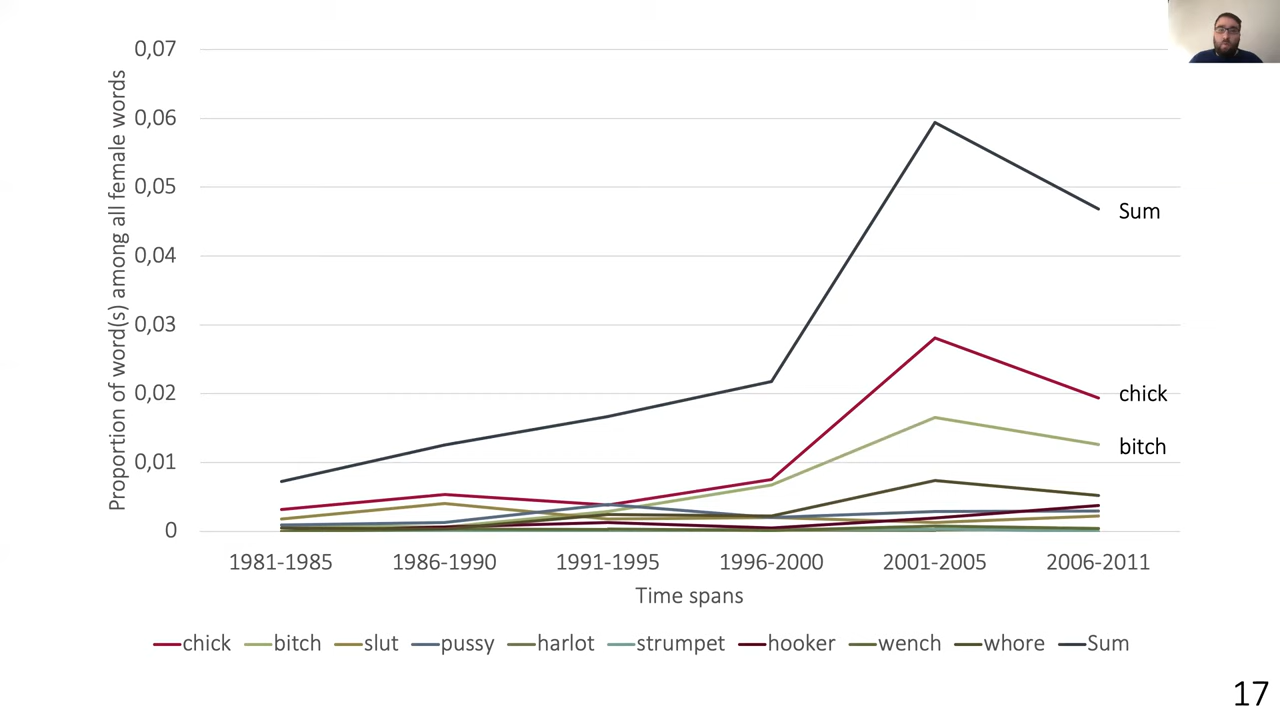 0,07
0,06
0,05
0,04
0,03
0,02
0,01
0
Proportion of word(s) among all female words
Sum
chick
bitch
1981-1985 1986-1990 1991-1995 1996-2000 2001-2005 2006-2011
Time spans
chick bitch slut pussy harlot strumpet hooker wench whore Sum
17